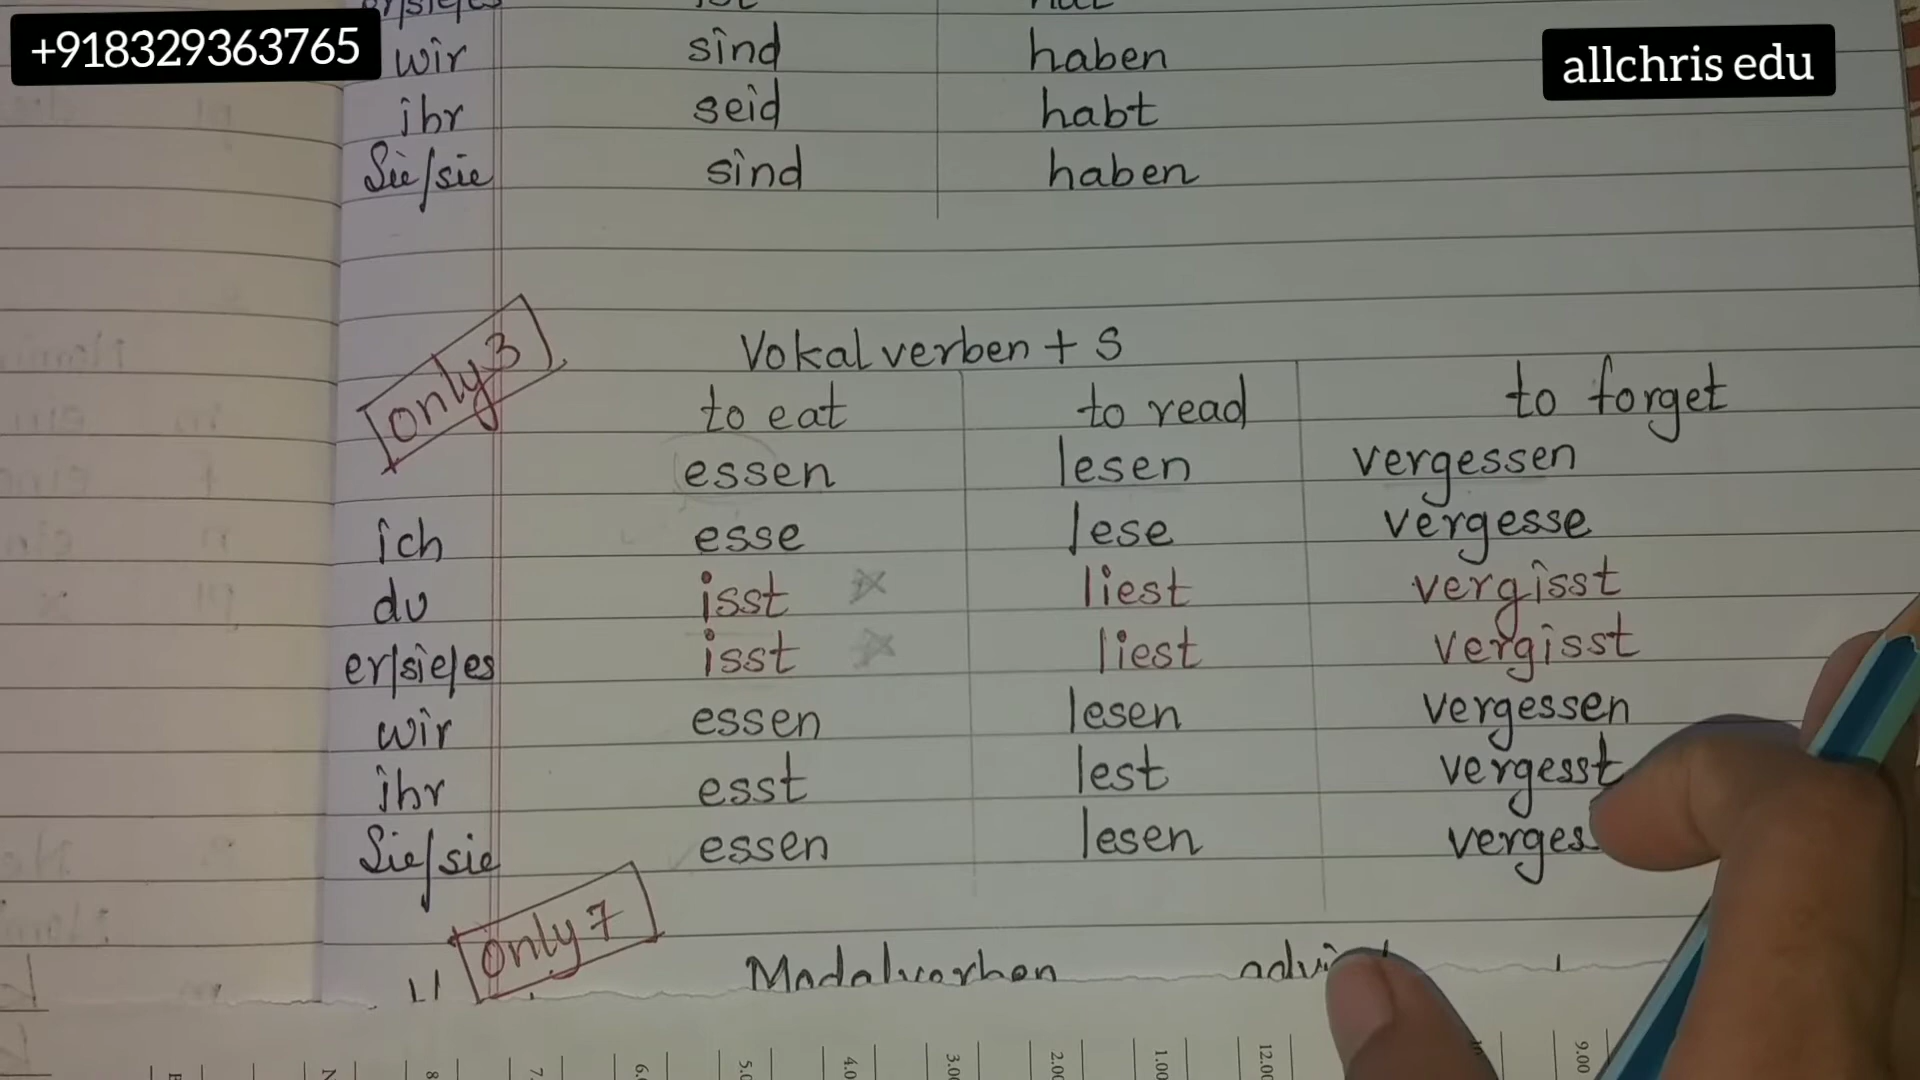 +918329363765
allchris edu
wir sind haben
ihr seid habt
Sie/sie sind haben
only 3
Vokalverben + S
to eat to read to forget
essen lesen vergessen
ich esse lese vergesse
du isst liest vergisst
er/sie/es isst liest vergisst
wir essen lesen vergessen
ihr esst lest vergesst
Sie/sie essen lesen verges
only 7
Modalverben